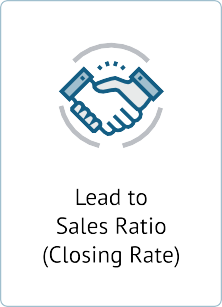 Lead to
Sales Ratio
(Closing Rate)